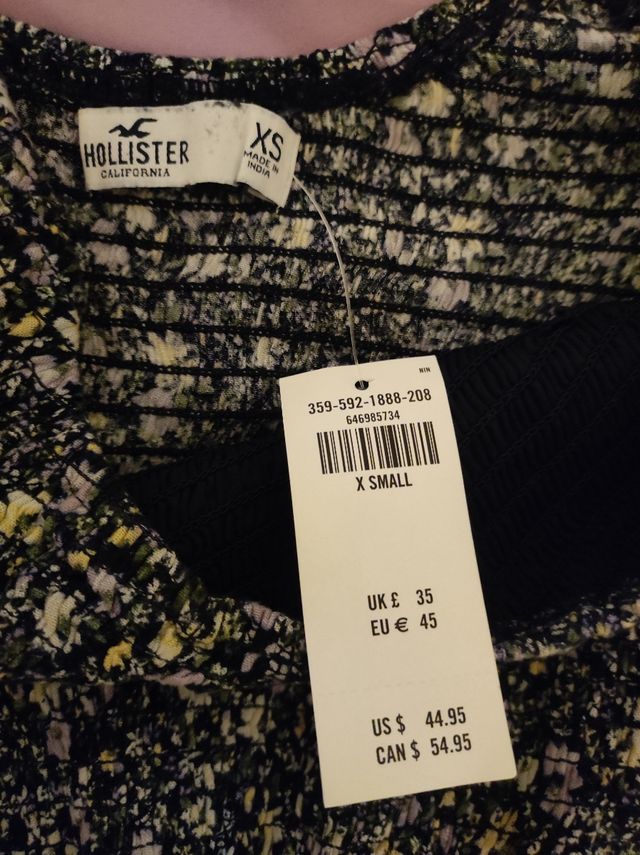 HOLLISTER
CALIFORNIA
XS
MADE IN
INDIA
NIN
359-592-1888-208
646985734
X SMALL
UK £ 35
EU € 45
US $ 44.95
CAN $ 54.95